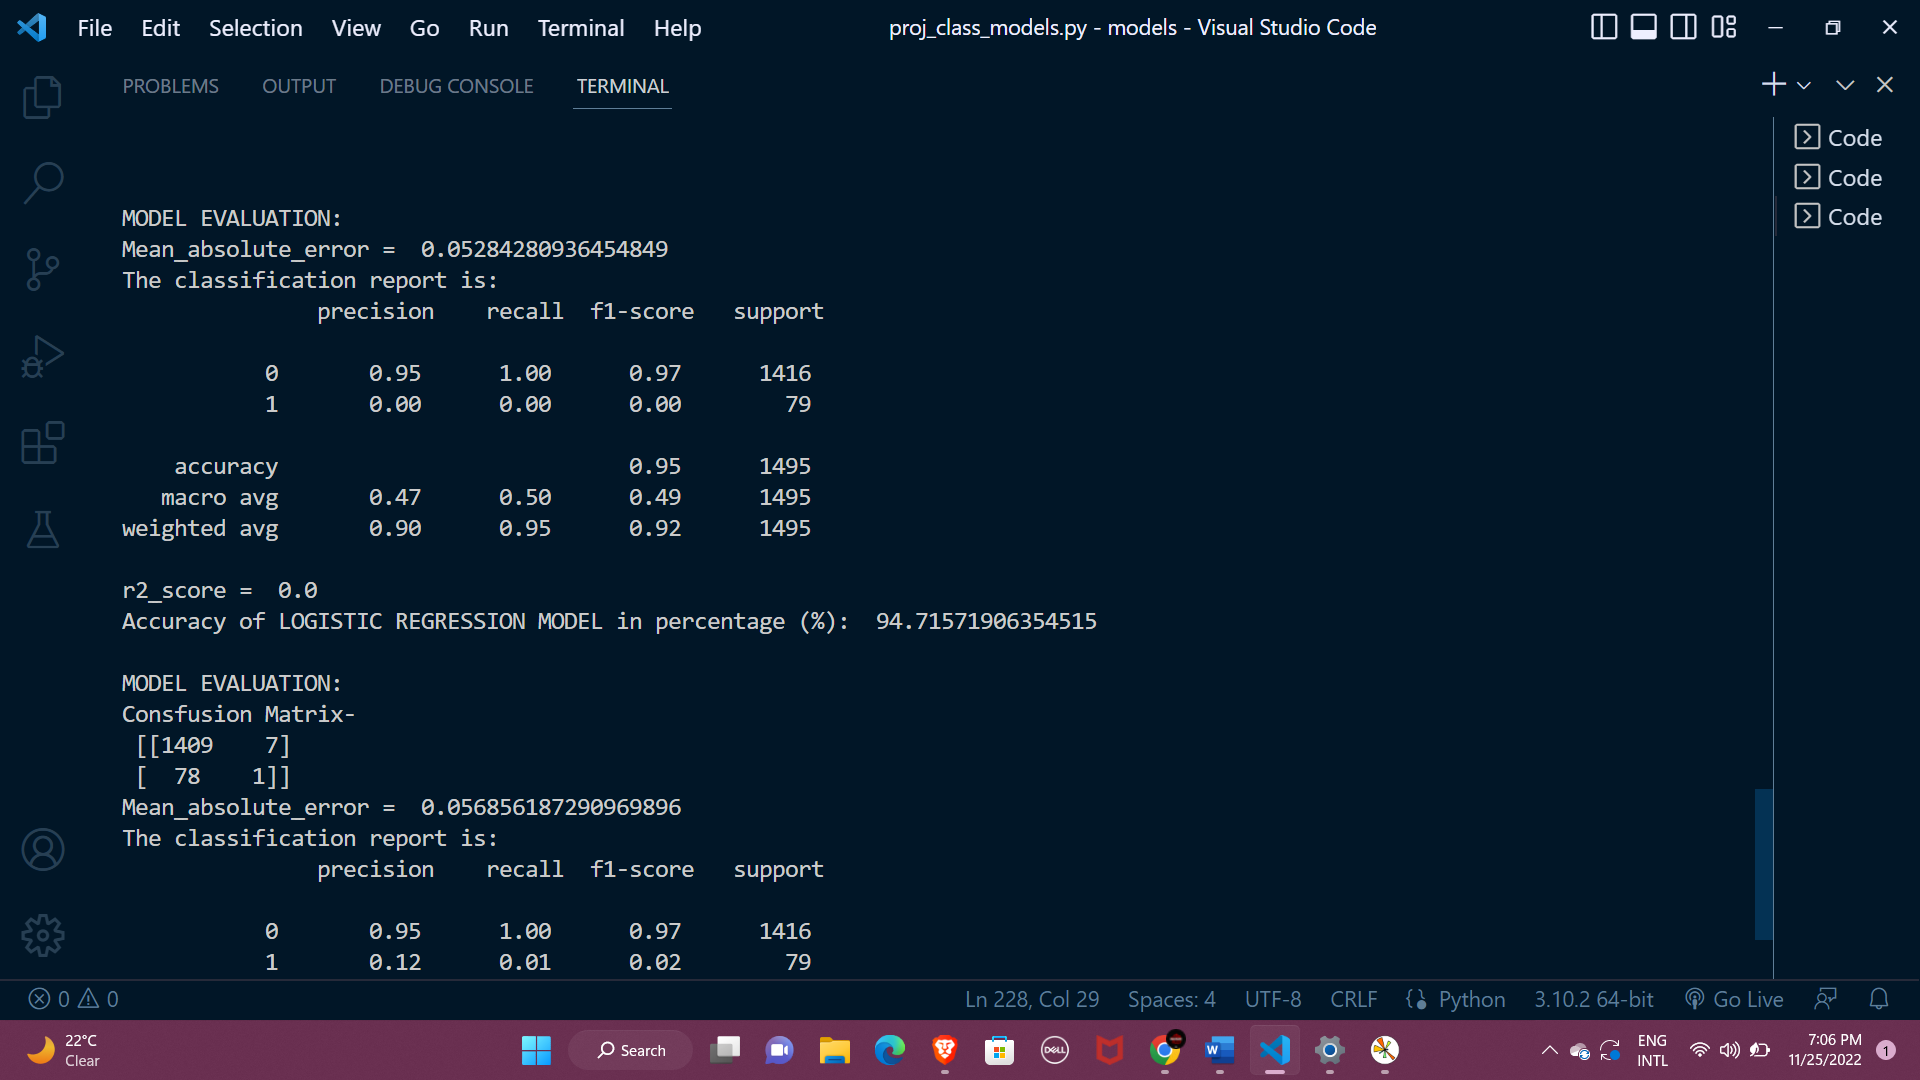 File Edit Selection View Go Run Terminal Help
proj_class_models.py - models - Visual Studio Code
PROBLEMS OUTPUT DEBUG CONSOLE TERMINAL
Code
Code
Code
MODEL EVALUATION:
Mean_absolute_error =  0.05284280936454849
The classification report is:
precision    recall  f1-score   support
0       0.95      1.00      0.97      1416
1       0.00      0.00      0.00        79
accuracy                           0.95      1495
macro avg       0.47      0.50      0.49      1495
weighted avg       0.90      0.95      0.92      1495
r2_score =  0.0
Accuracy of LOGISTIC REGRESSION MODEL in percentage (%):  94.71571906354515
MODEL EVALUATION:
Consfusion Matrix-
[[1409    7]
[  78    1]]
Mean_absolute_error =  0.056856187290969896
The classification report is:
precision    recall  f1-score   support
0       0.95      1.00      0.97      1416
1       0.12      0.01      0.02        79
0 0 Ln 228, Col 29 Spaces: 4 UTF-8 CRLF Python 3.10.2 64-bit Go Live
22°C
Clear
Search
DELL
W
ENG
INTL
7:06 PM
11/25/2022
1